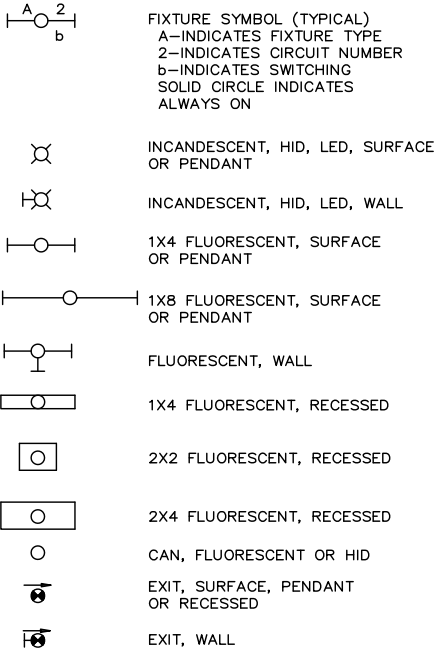 A 2
b
FIXTURE SYMBOL (TYPICAL)
A-INDICATES FIXTURE TYPE
2-INDICATES CIRCUIT NUMBER
b-INDICATES SWITCHING
SOLID CIRCLE INDICATES
ALWAYS ON
INCANDESCENT, HID, LED, SURFACE
OR PENDANT
INCANDESCENT, HID, LED, WALL
1X4 FLUORESCENT, SURFACE
OR PENDANT
1X8 FLUORESCENT, SURFACE
OR PENDANT
FLUORESCENT, WALL
1X4 FLUORESCENT, RECESSED
2X2 FLUORESCENT, RECESSED
2X4 FLUORESCENT, RECESSED
CAN, FLUORESCENT OR HID
EXIT, SURFACE, PENDANT
OR RECESSED
EXIT, WALL